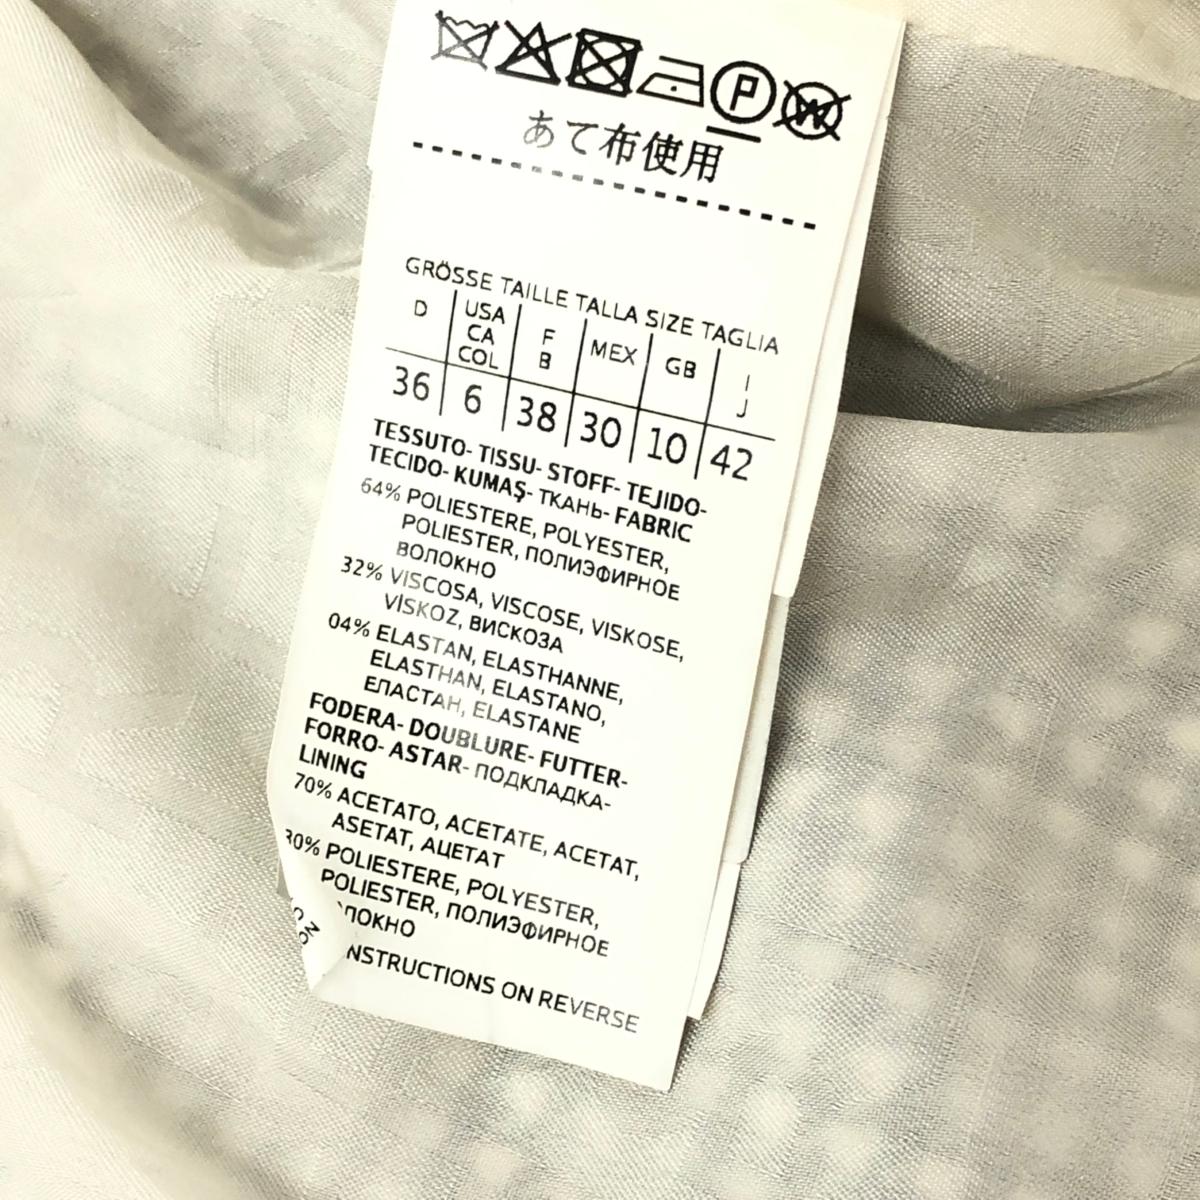 P W
あて布使用
GRÖSSE TAILLE TALLA SIZE TAGLIA
D USA CA COL F B MEX GB I J
36 6 38 30 10 42
TESSUTO- TISSU- STOFF- TEJIDO-
TECIDO- KUMAŞ- ТКАНЬ- FABRIC
64% POLIESTERE, POLYESTER,
POLIESTER, ПОЛИЭФИРНОЕ
ВОЛОКНО
32% VISCOSA, VISCOSE, VISKOSE,
VİSKOZ, ВИСКОЗА
04% ELASTAN, ELASTHANNE,
ELASTHAN, ELASTANO,
ЕПАСТАН, ELASTANE
FODERA- DOUBLURE- FUTTER-
FORRO- ASTAR- ПОДКЛАДКА-
LINING
70% ACETATO, ACETATE, ACETAT,
ASETAT, АЦЕТАТ
30% POLIESTERE, POLYESTER,
POLIESTER, ПОЛИЭФИРНОЕ
ЛОКНО
NSTRUCTIONS ON REVERSE